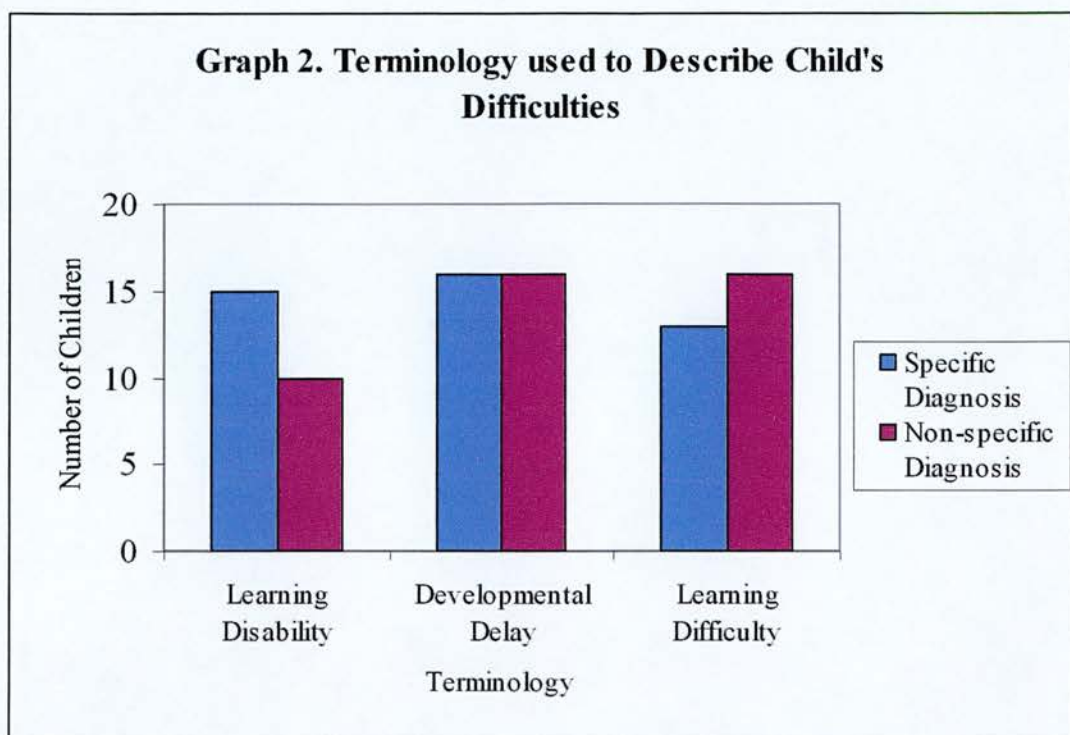 Graph 2. Terminology used to Describe Child's
Difficulties
20
15
10
5
0
Number of Children
Learning
Disability
Developmental
Delay
Learning
Difficulty
Terminology
Specific
Diagnosis
Non-specific
Diagnosis